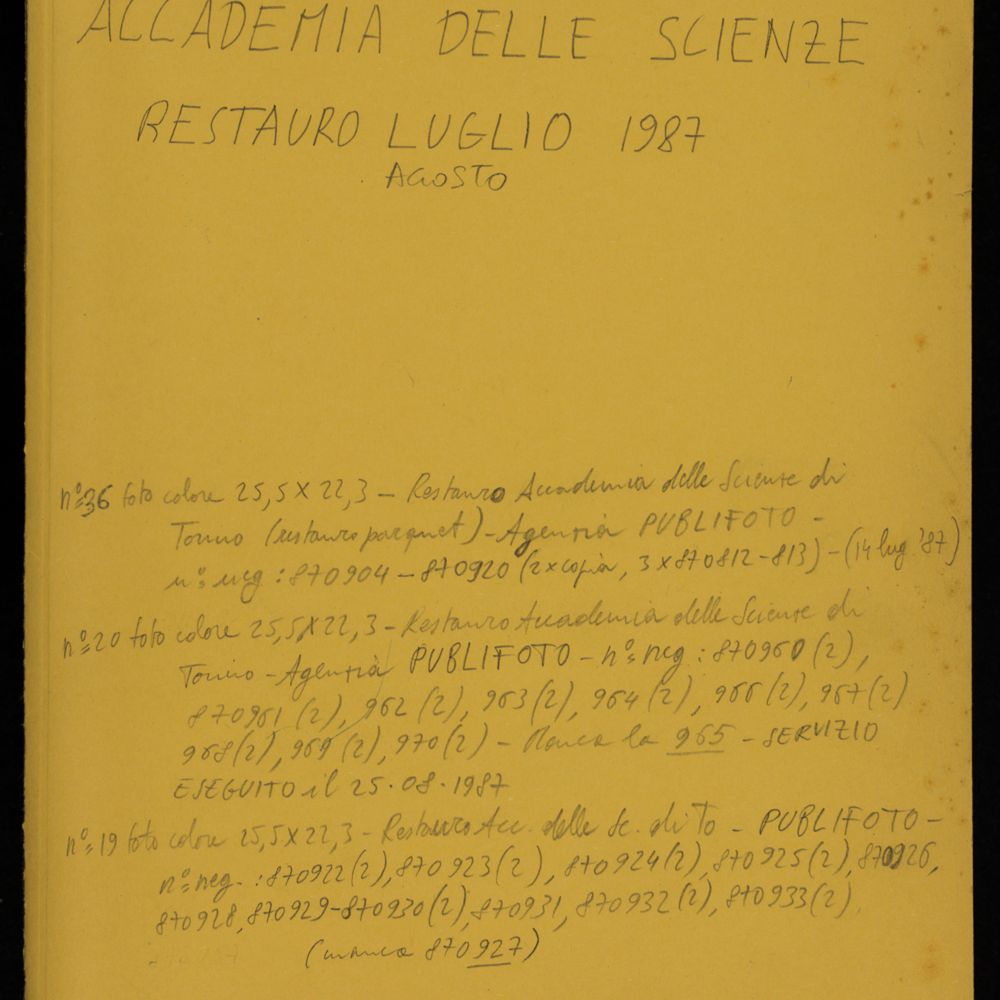 ACCADEMIA DELLE SCIENZE
RESTAURO LUGLIO 1987
AGOSTO
nº 36 foto colore 25,5 X 22,3 - Restauro Accademia delle Scienze di
Torino (restauro parquet) - Agenzia PUBLIFOTO -
nº neg : 870904 - 870920 (2 x copia, 3 x 870812-813) - (14 lug. '87)
nº 20 foto colore 25,5 X 22,3 - Restauro Accademia delle Scienze di
Torino - Agenzia PUBLIFOTO - nº neg : 870960 (2),
870961 (2), 962 (2), 963 (2), 964 (2), 966 (2), 967 (2)
968 (2), 969 (2), 970 (2) - Manca la 965 - SERVIZIO
ESEGUITO il 25.08.1987
nº 19 foto colore 25,5 X 22,3 - Restauro Acc. delle Sc. di To - PUBLIFOTO -
nº neg. : 870922 (2), 870923 (2), 870924 (2), 870925 (2), 870926,
870928, 870929-870930 (2), 870931, 870932 (2), 870933 (2)
(manca 870927)